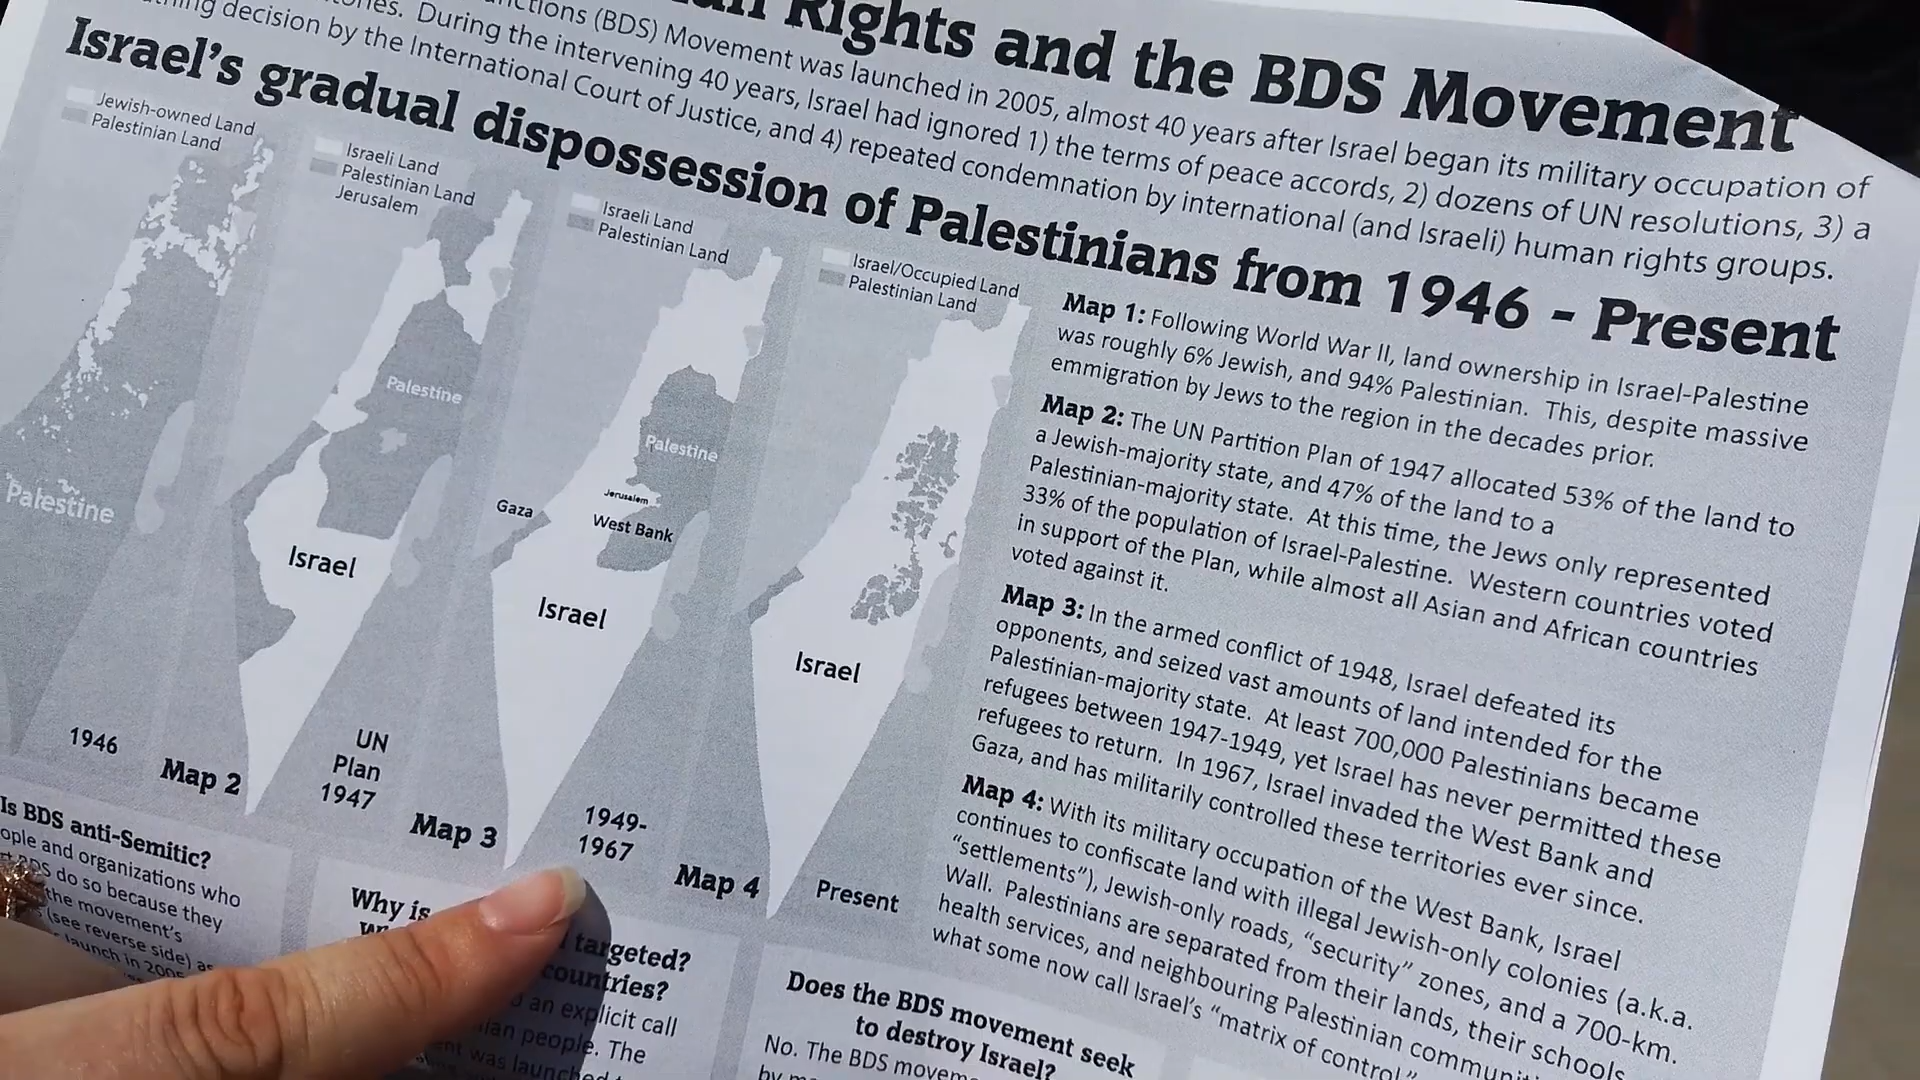 Rights and the BDS Movement
(BDS) Movement was launched in 2005, almost 40 years after Israel began its military occupation of
During the intervening 40 years, Israel had ignored 1) the terms of peace accords, 2) dozens of UN resolutions, 3) a
decision by the International Court of Justice, and 4) repeated condemnation by international (and Israeli) human rights groups.
Israel's gradual dispossession of Palestinians from 1946 - Present
Jewish-owned Land
Palestinian Land
Palestine
1946
Israeli Land
Palestinian Land
Jerusalem
Palestine
Israel
Map 2
UN
Plan
1947
Israeli Land
Palestinian Land
Palestine
Jerusalem
Gaza
West Bank
Israel
Map 3
1949-
1967
Israel/Occupied Land
Palestinian Land
Israel
Map 4
Present
Map 1: Following World War II, land ownership in Israel-Palestine
was roughly 6% Jewish, and 94% Palestinian. This, despite massive
emmigration by Jews to the region in the decades prior.
Map 2: The UN Partition Plan of 1947 allocated 53% of the land to
a Jewish-majority state, and 47% of the land to a
Palestinian-majority state. At this time, the Jews only represented
33% of the population of Israel-Palestine. Western countries voted
in support of the Plan, while almost all Asian and African countries
voted against it.
Map 3: In the armed conflict of 1948, Israel defeated its
opponents, and seized vast amounts of land intended for the
Palestinian-majority state. At least 700,000 Palestinians became
refugees between 1947-1949, yet Israel has never permitted these
refugees to return. In 1967, Israel invaded the West Bank and
Gaza, and has militarily controlled these territories ever since.
Map 4: With its military occupation of the West Bank, Israel
continues to confiscate land with illegal Jewish-only colonies (a.k.a.
"settlements"), Jewish-only roads, "security" zones, and a 700-km.
Wall. Palestinians are separated from their lands, their schools
health services, and neighbouring Palestinian
what some now call Israel's "matrix of control"
Is BDS anti-Semitic?
and organizations who
BDS do so because they
the movement's
(see reverse side)
launch in 2005
Why is
targeted?
countries?
an explicit call
people. The
was launched
Does the BDS movement seek
to destroy Israel?
No. The BDS